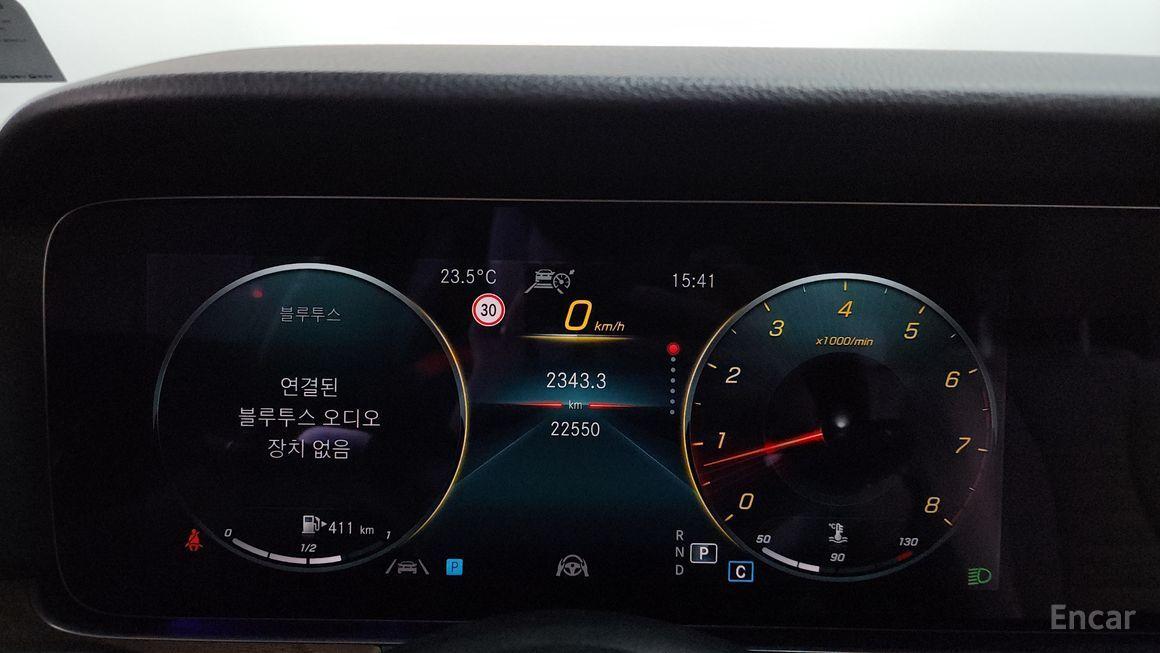 23.5°C
15:41
30
0 km/h
블루투스
연결된
블루투스 오디오
장치 없음
411 km
0 1/2 1
2343.3
km
22550
R
N
D
P
P
C
0 1 2 3 4 5 6 7 8
x1000/min
°C
50 90 130
Encar